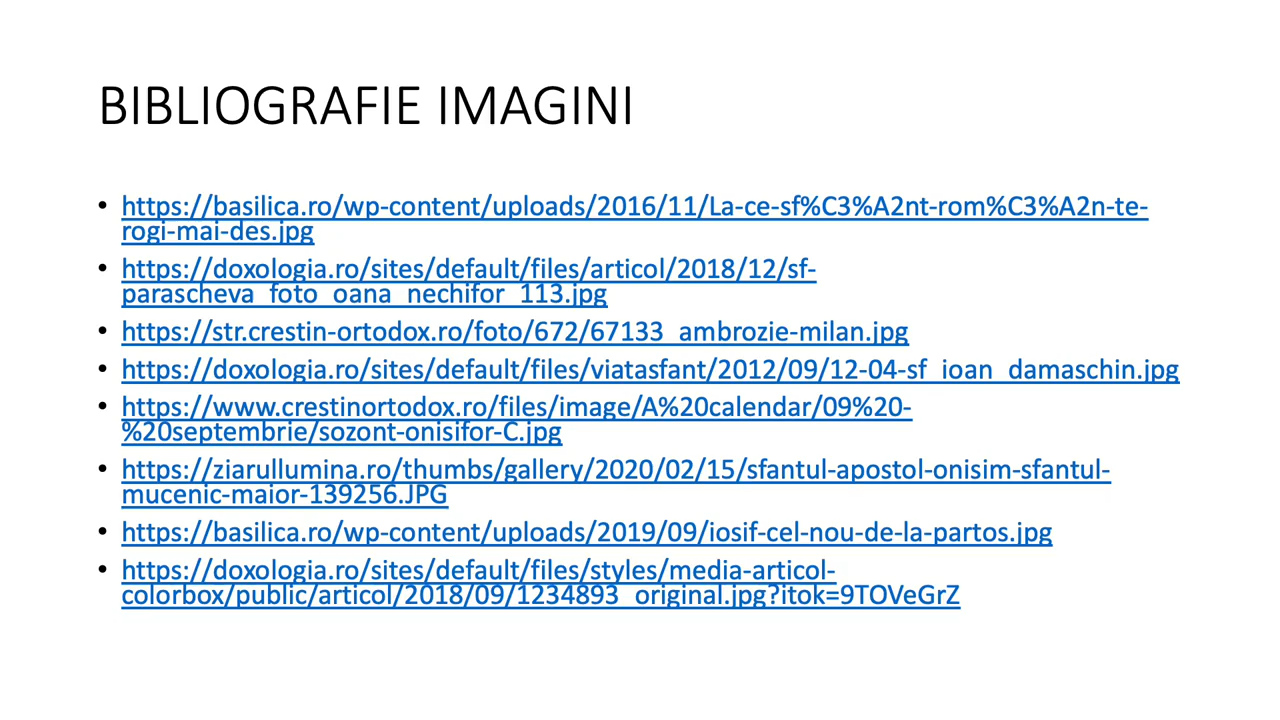 BIBLIOGRAFIE IMAGINI
• https://basilica.ro/wp-content/uploads/2016/11/La-ce-sf%C3%A2nt-rom%C3%A2n-te-
rogi-mai-des.jpg
• https://doxologia.ro/sites/default/files/articol/2018/12/sf-
parascheva_foto_oana_nechifor_113.jpg
• https://str.crestin-ortodox.ro/foto/672/67133_ambrozie-milan.jpg
• https://doxologia.ro/sites/default/files/viatasfant/2012/09/12-04-sf_ioan_damaschin.jpg
• https://www.crestinortodox.ro/files/image/A%20calendar/09%20-
%20septembrie/sozont-onisifor-C.jpg
• https://ziarullumina.ro/thumbs/gallery/2020/02/15/sfantul-apostol-onisim-sfantul-
mucenic-maior-139256.JPG
• https://basilica.ro/wp-content/uploads/2019/09/iosif-cel-nou-de-la-partos.jpg
• https://doxologia.ro/sites/default/files/styles/media-articol-
colorbox/public/articol/2018/09/1234893_original.jpg?itok=9TOVeGrZ